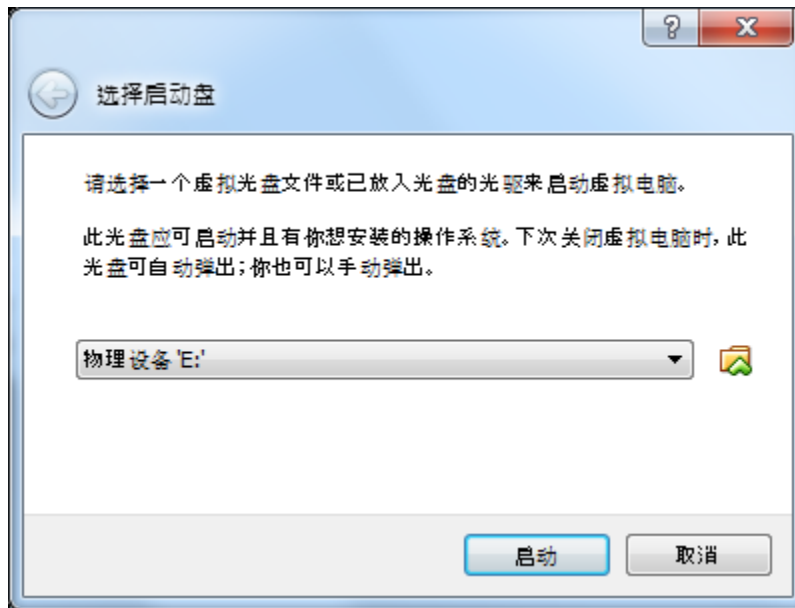 选择启动盘
请选择一个虚拟光盘文件或已放入光盘的光驱来启动虚拟电脑。
此光盘应可启动并且有你想安装的操作系统。下次关闭虚拟电脑时，此
光盘可自动弹出；你也可以手动弹出。
物理设备 'E:'
启动
取消